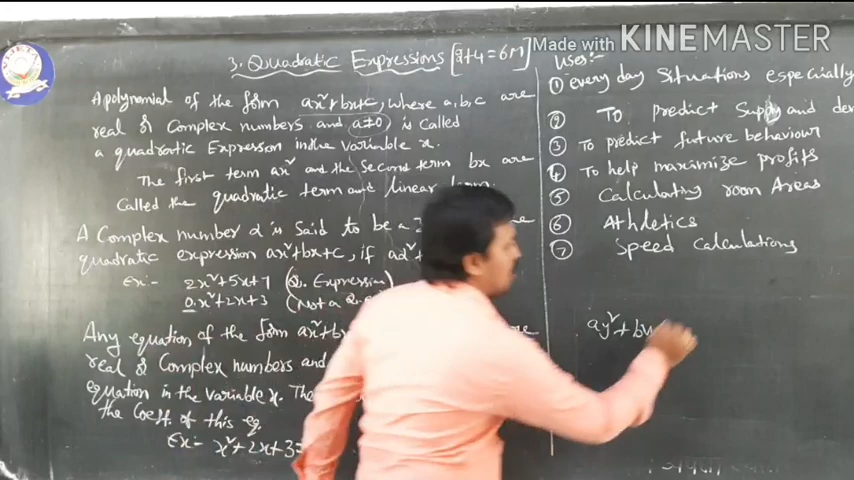 Made with KINEMASTER
3. Quadratic Expressions [2+4=6M]
A polynomial of the form ax²+bx+c, where a, b, c are
real & Complex numbers and a≠0 is called
a quadratic Expression in the variable x.
The first term ax² and the second term bx are
Called the quadratic term and linear term
A Complex number α is said to be a
quadratic expression ax²+bx+c, if aα²+
Ex:- 2x²+5x+7 (Q. Expression)
0.x²+2x+3 (Not a Q.
Any equation of the form ax²+b
real & Complex numbers and
equation in the variable x. The
the Coeff. of this eq.
Ex:- x²+2x+3=
Uses:-
① every day Situations especially
② To predict Supply and de
③ To predict future behaviour
④ To help maximize profits
⑤ Calculating room Areas
⑥ Athletics
⑦ Speed Calculations
ay²+by